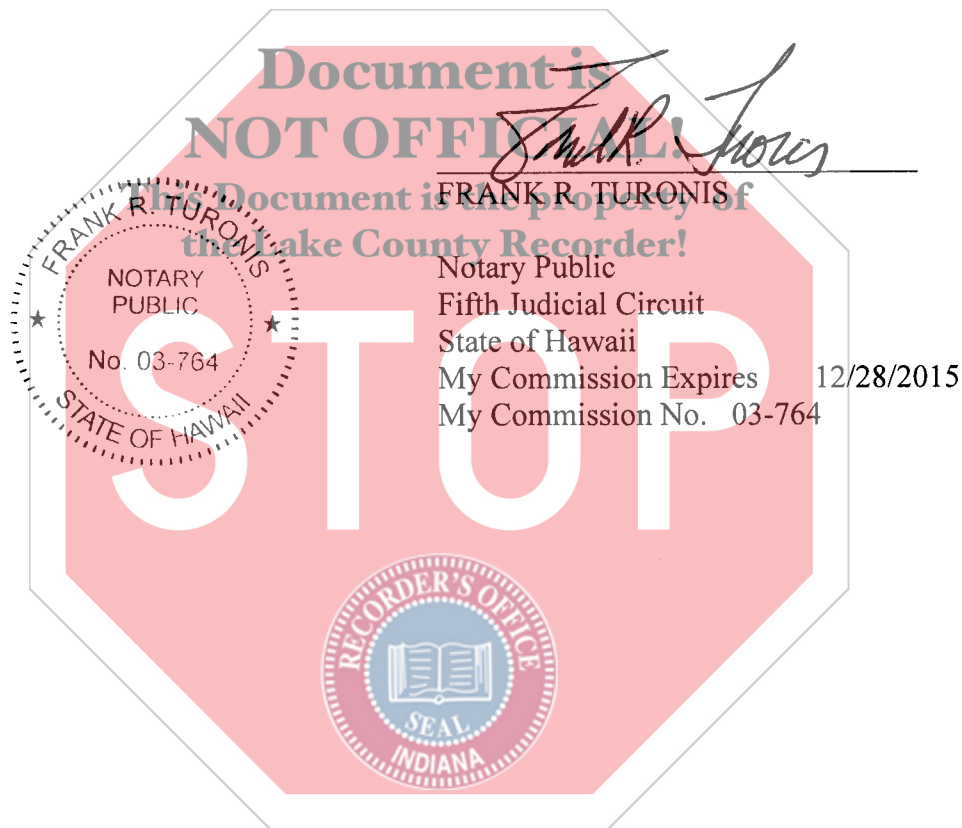 Document is
NOT OFFICIAL!
This Document is the property of
the Lake County Recorder!
FRANK R. TURONIS
FRANK R. TURONIS
NOTARY
PUBLIC
No. 03-764
STATE OF HAWAII
Notary Public
Fifth Judicial Circuit
State of Hawaii
My Commission Expires 12/28/2015
My Commission No. 03-764
STOP
RECORDER'S OFFICE
SEAL
INDIANA